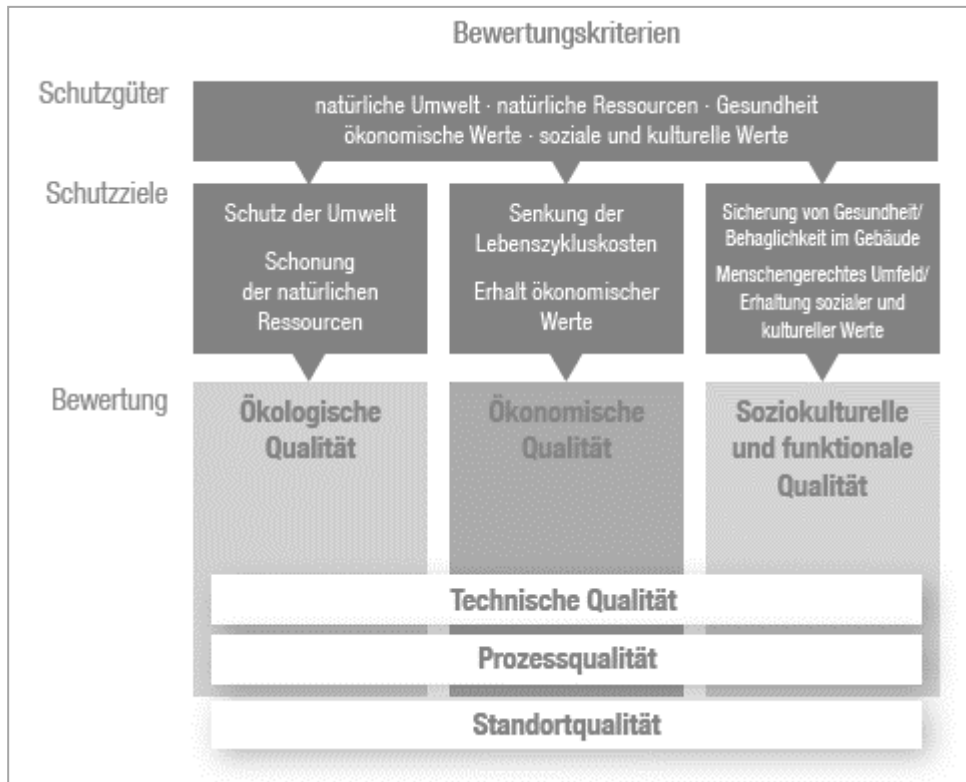 Bewertungskriterien
Schutzgüter
natürliche Umwelt · natürliche Ressourcen · Gesundheit
ökonomische Werte · soziale und kulturelle Werte
Schutzziele
Schutz der Umwelt
Schonung
der natürlichen
Ressourcen
Senkung der
Lebenszykluskosten
Erhalt ökonomischer
Werte
Sicherung von Gesundheit/
Behaglichkeit im Gebäude
Menschengerechtes Umfeld/
Erhaltung sozialer und
kultureller Werte
Bewertung
Ökologische
Qualität
Ökonomische
Qualität
Soziokulturelle
und funktionale
Qualität
Technische Qualität
Prozessqualität
Standortqualität